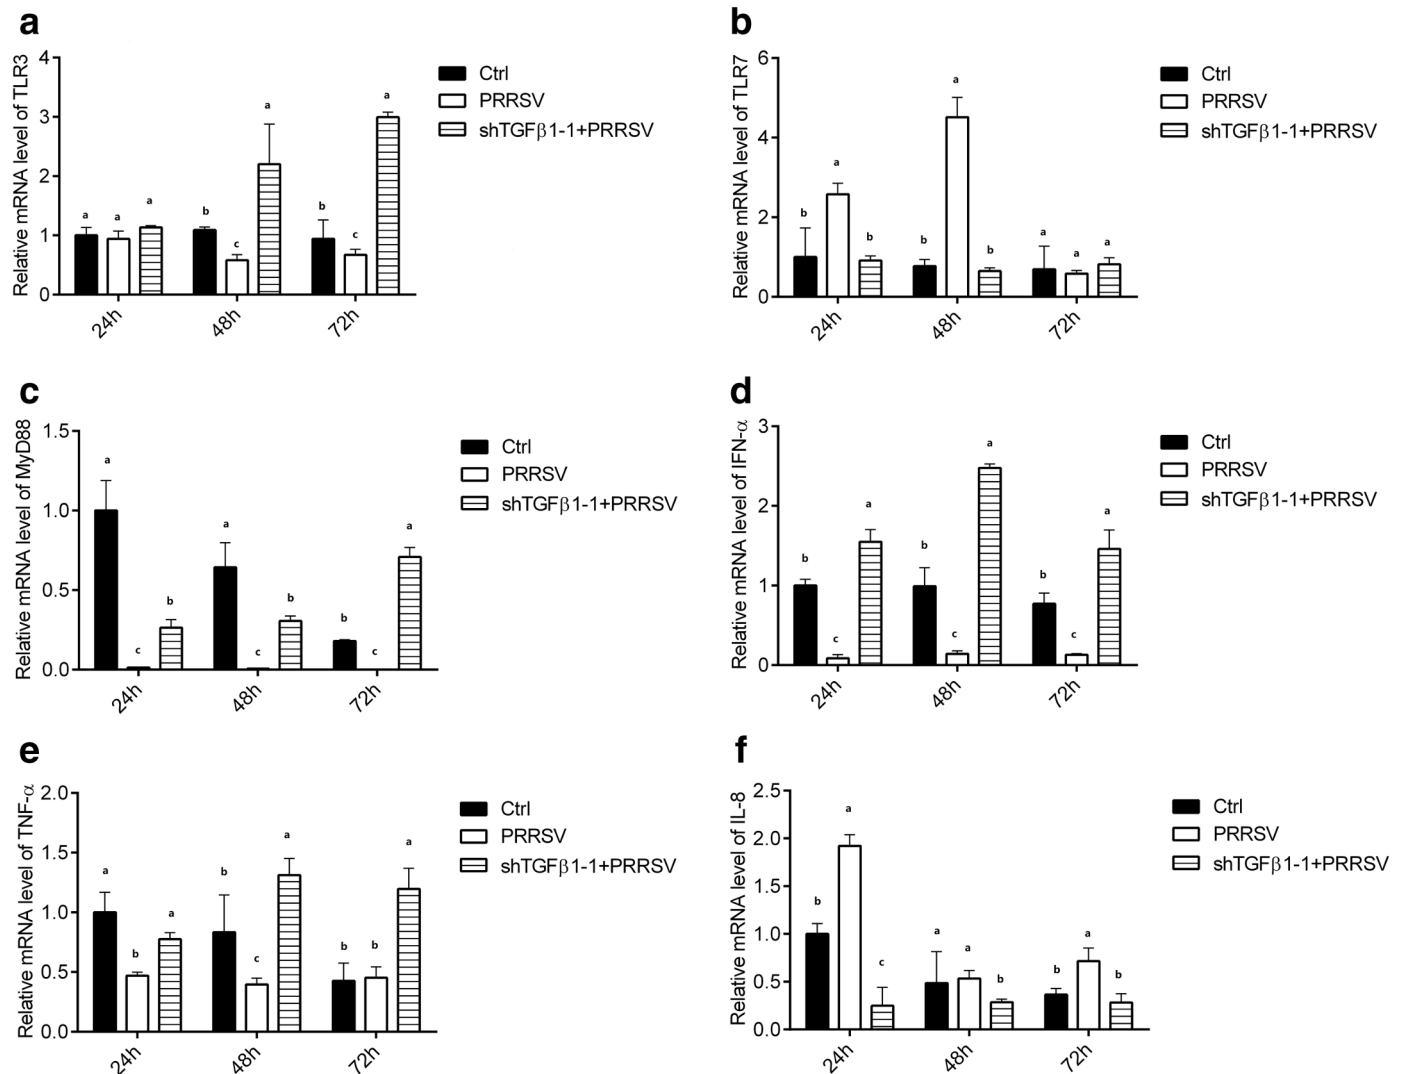 a
Relative mRNA level of TLR3
4
3
2
1
0
a a a
b c a
b c a
24h 48h 72h
Ctrl
PRRSV
shTGFβ1-1+PRRSV
b
Relative mRNA level of TLR7
6
4
2
0
b a b
b a b
a a a
24h 48h 72h
Ctrl
PRRSV
shTGFβ1-1+PRRSV
c
Relative mRNA level of MyD88
1.5
1.0
0.5
0.0
a c b
a c b
b c a
24h 48h 72h
Ctrl
PRRSV
shTGFβ1-1+PRRSV
d
Relative mRNA level of IFN-α
3
2
1
0
b c a
b c a
b c a
24h 48h 72h
Ctrl
PRRSV
shTGFβ1-1+PRRSV
e
Relative mRNA level of TNF-α
2.0
1.5
1.0
0.5
0.0
a b a
b c a
b b a
24h 48h 72h
Ctrl
PRRSV
shTGFβ1-1+PRRSV
f
Relative mRNA level of IL-8
2.5
2.0
1.5
1.0
0.5
0.0
b a c
a a b
b a b
24h 48h 72h
Ctrl
PRRSV
shTGFβ1-1+PRRSV